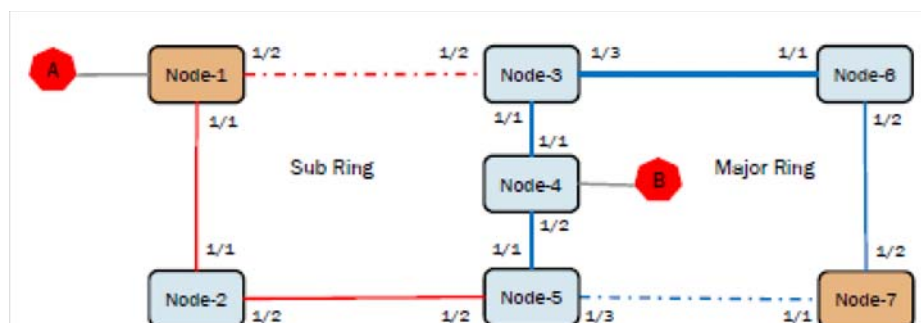 1/2 1/2 1/3 1/1
A Node-1 Node-3 Node-6
1/1 1/1 1/2
1/1
Sub Ring Node-4 B Major Ring
1/2
1/1 1/1 1/2
Node-2 Node-5 Node-7
1/2 1/2 1/3 1/1